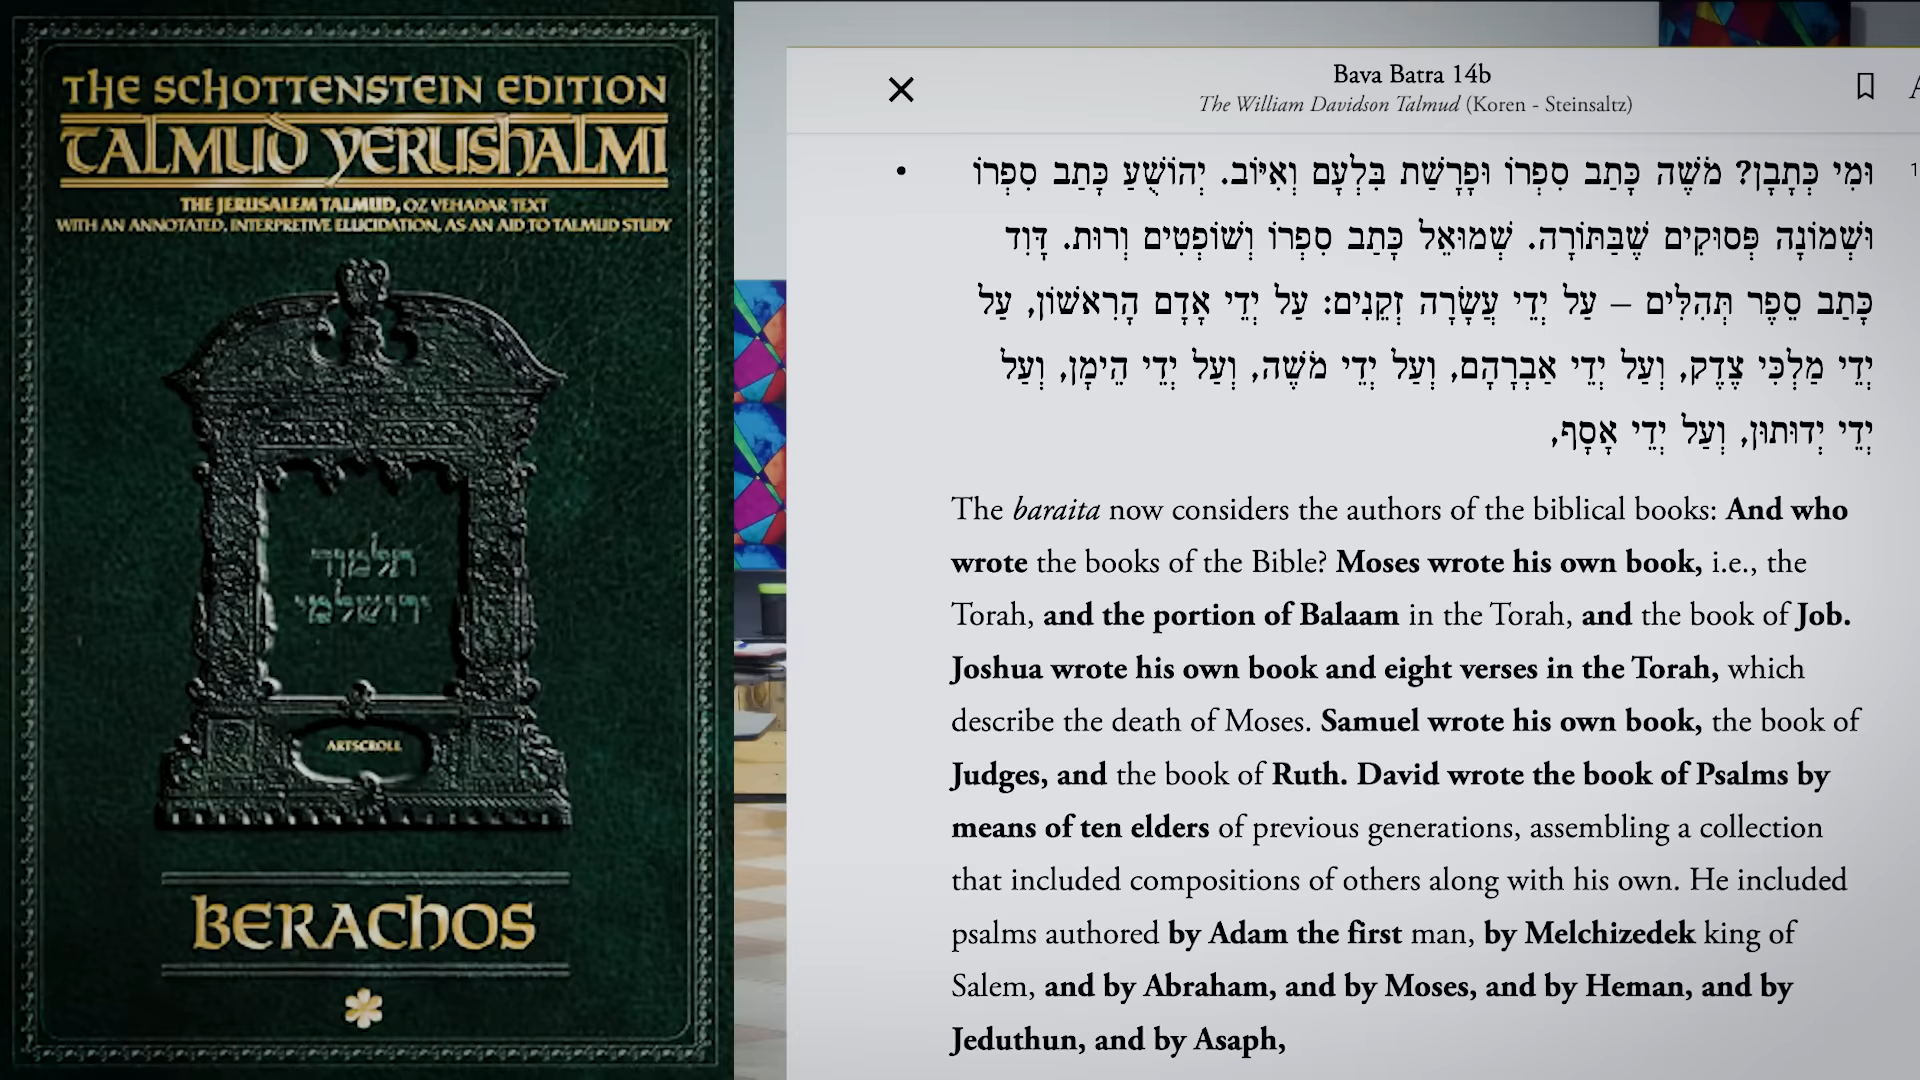 THE SCHOTTENSTEIN EDITION
TALMUD YERUSHALMI
THE JERUSALEM TALMUD, OZ VEHADAR TEXT
WITH AN ANNOTATED, INTERPRETIVE ELUCIDATION, AS AN AID TO TALMUD STUDY
תלמוד
ירושלמי
ARTSCROLL
BERACHOS
Bava Batra 14b
The William Davidson Talmud (Koren - Steinsaltz)
וּמִי כְּתָבָן? מֹשֶׁה כָּתַב סִפְרוֹ וּפָרָשַׁת בִּלְעָם וְאִיּוֹב. יְהוֹשֻׁעַ כָּתַב סִפְרוֹ
וּשְׁמוֹנָה פְּסוּקִים שֶׁבַּתּוֹרָה. שְׁמוּאֵל כָּתַב סִפְרוֹ וְשׁוֹפְטִים וְרוּת. דָּוִד
כָּתַב סֵפֶר תְּהִלִּים – עַל יְדֵי עֲשָׂרָה זְקֵנִים: עַל יְדֵי אָדָם הָרִאשׁוֹן, עַל
יְדֵי מַלְכִּי צֶדֶק, וְעַל יְדֵי אַבְרָהָם, וְעַל יְדֵי מֹשֶׁה, וְעַל יְדֵי הֵימָן, וְעַל
יְדֵי יְדוּתוּן, וְעַל יְדֵי אָסָף,
The baraita now considers the authors of the biblical books: And who
wrote the books of the Bible? Moses wrote his own book, i.e., the
Torah, and the portion of Balaam in the Torah, and the book of Job.
Joshua wrote his own book and eight verses in the Torah, which
describe the death of Moses. Samuel wrote his own book, the book of
Judges, and the book of Ruth. David wrote the book of Psalms by
means of ten elders of previous generations, assembling a collection
that included compositions of others along with his own. He included
psalms authored by Adam the first man, by Melchizedek king of
Salem, and by Abraham, and by Moses, and by Heman, and by
Jeduthun, and by Asaph,